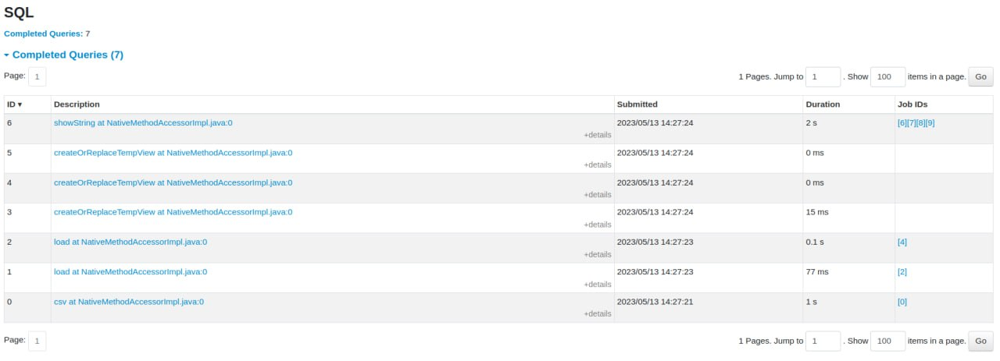 SQL
Completed Queries: 7
Completed Queries (7)
Page: 1 1 Pages. Jump to 1 . Show 100 items in a page. Go
ID ▾ Description Submitted Duration Job IDs
6 showString at NativeMethodAccessorImpl.java:0 2023/05/13 14:27:24 2 s [6][7][8][9]
+details
5 createOrReplaceTempView at NativeMethodAccessorImpl.java:0 2023/05/13 14:27:24 0 ms
+details
4 createOrReplaceTempView at NativeMethodAccessorImpl.java:0 2023/05/13 14:27:24 0 ms
+details
3 createOrReplaceTempView at NativeMethodAccessorImpl.java:0 2023/05/13 14:27:24 15 ms
+details
2 load at NativeMethodAccessorImpl.java:0 2023/05/13 14:27:23 0.1 s [4]
+details
1 load at NativeMethodAccessorImpl.java:0 2023/05/13 14:27:23 77 ms [2]
+details
0 csv at NativeMethodAccessorImpl.java:0 2023/05/13 14:27:21 1 s [0]
+details
Page: 1 1 Pages. Jump to 1 . Show 100 items in a page. Go